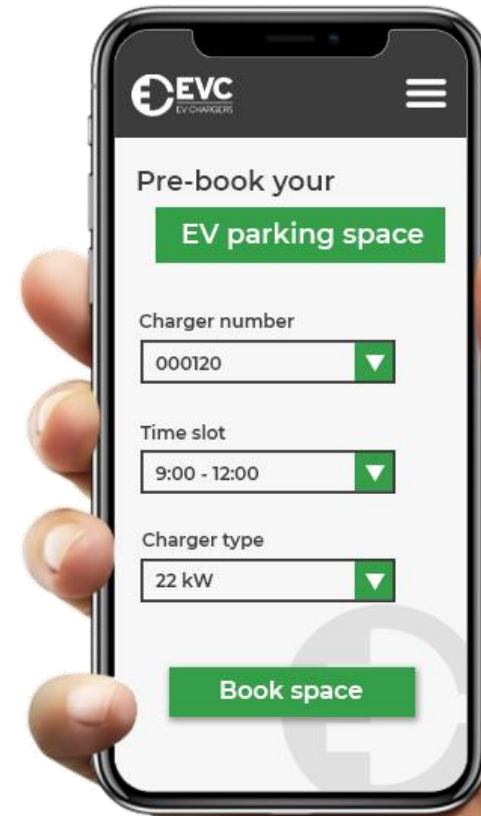 EVC
EV CHARGERS
Pre-book your
EV parking space
Charger number
000120
Time slot
9:00 - 12:00
Charger type
22 kW
Book space